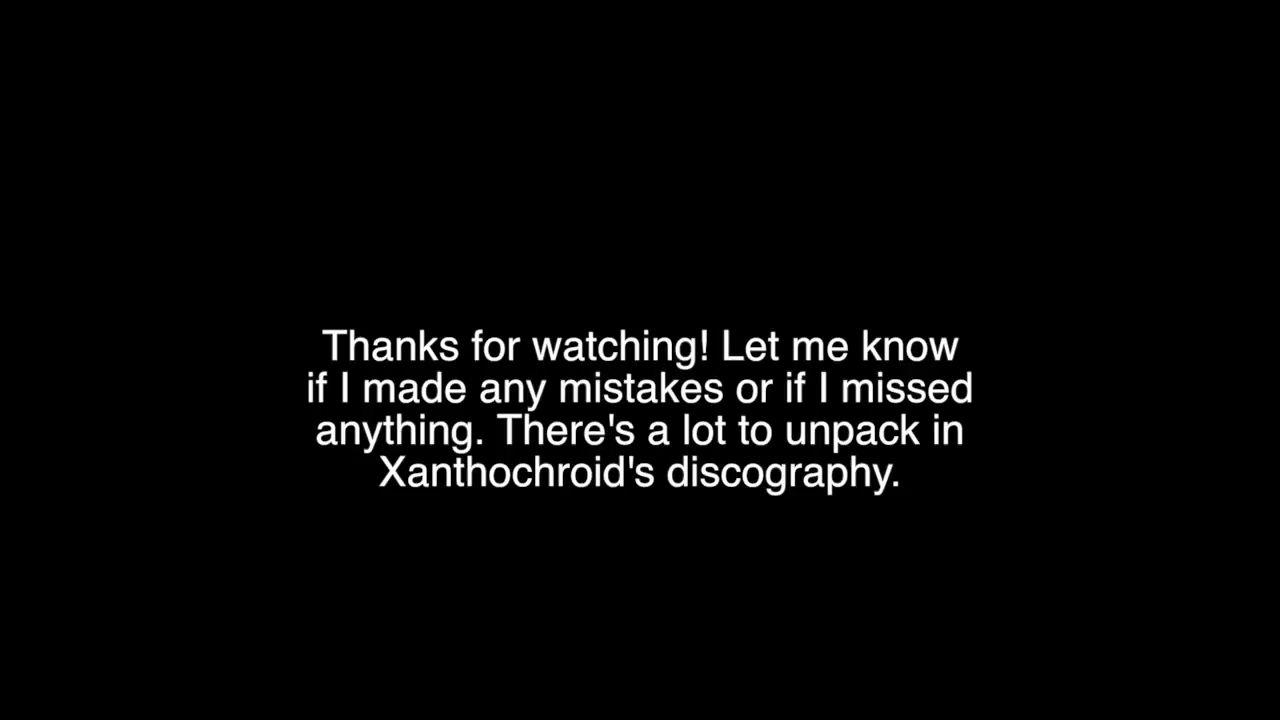 Thanks for watching! Let me know
if I made any mistakes or if I missed
anything. There's a lot to unpack in
Xanthochroid's discography.